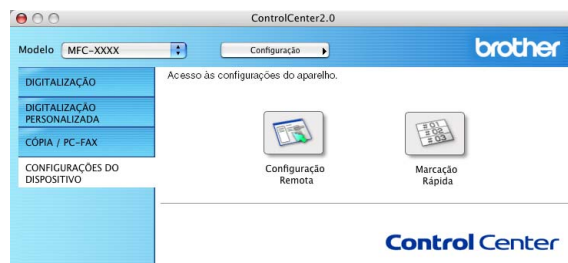 ControlCenter2.0
Modelo MFC-XXXX Configuração brother
DIGITALIZAÇÃO
DIGITALIZAÇÃO
PERSONALIZADA
CÓPIA / PC-FAX
CONFIGURAÇÕES DO
DISPOSITIVO
Acesso às configurações do aparelho.
Configuração
Remota
Marcação
Rápida
Control Center